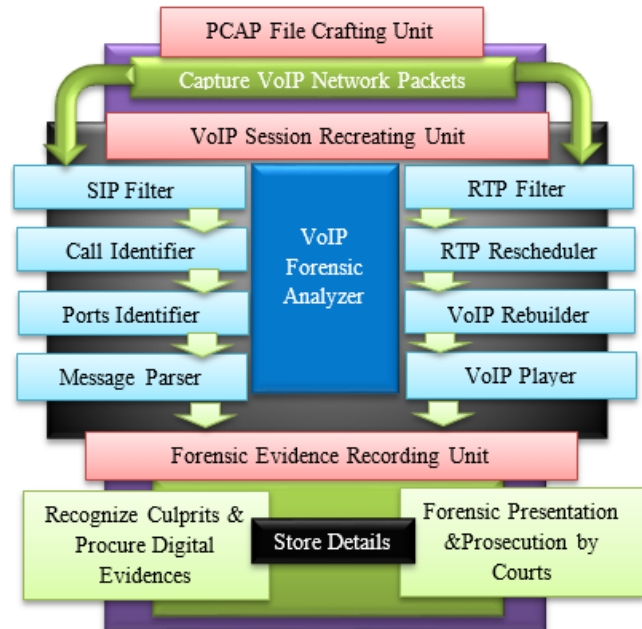 PCAP File Crafting Unit
Capture VoIP Network Packets
VoIP Session Recreating Unit
SIP Filter
Call Identifier
Ports Identifier
Message Parser
VoIP
Forensic
Analyzer
RTP Filter
RTP Rescheduler
VoIP Rebuilder
VoIP Player
Forensic Evidence Recording Unit
Recognize Culprits &
Procure Digital
Evidences
Store Details
Forensic Presentation
&Prosecution by
Courts